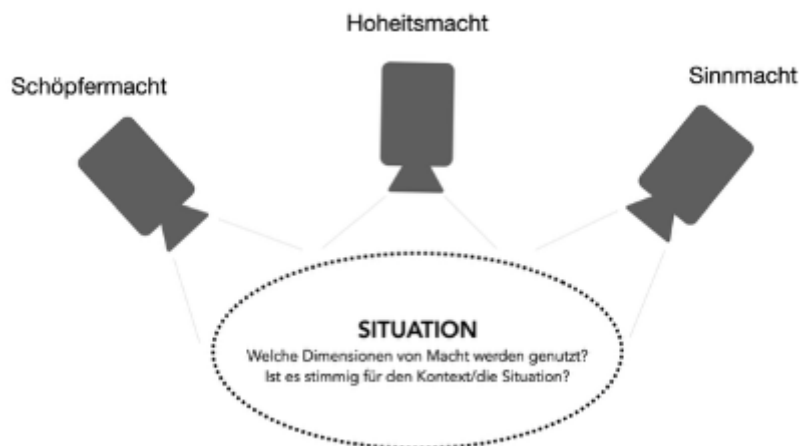 Hoheitsmacht
Schöpfermacht
Sinnmacht
SITUATION
Welche Dimensionen von Macht werden genutzt?
Ist es stimmig für den Kontext/die Situation?